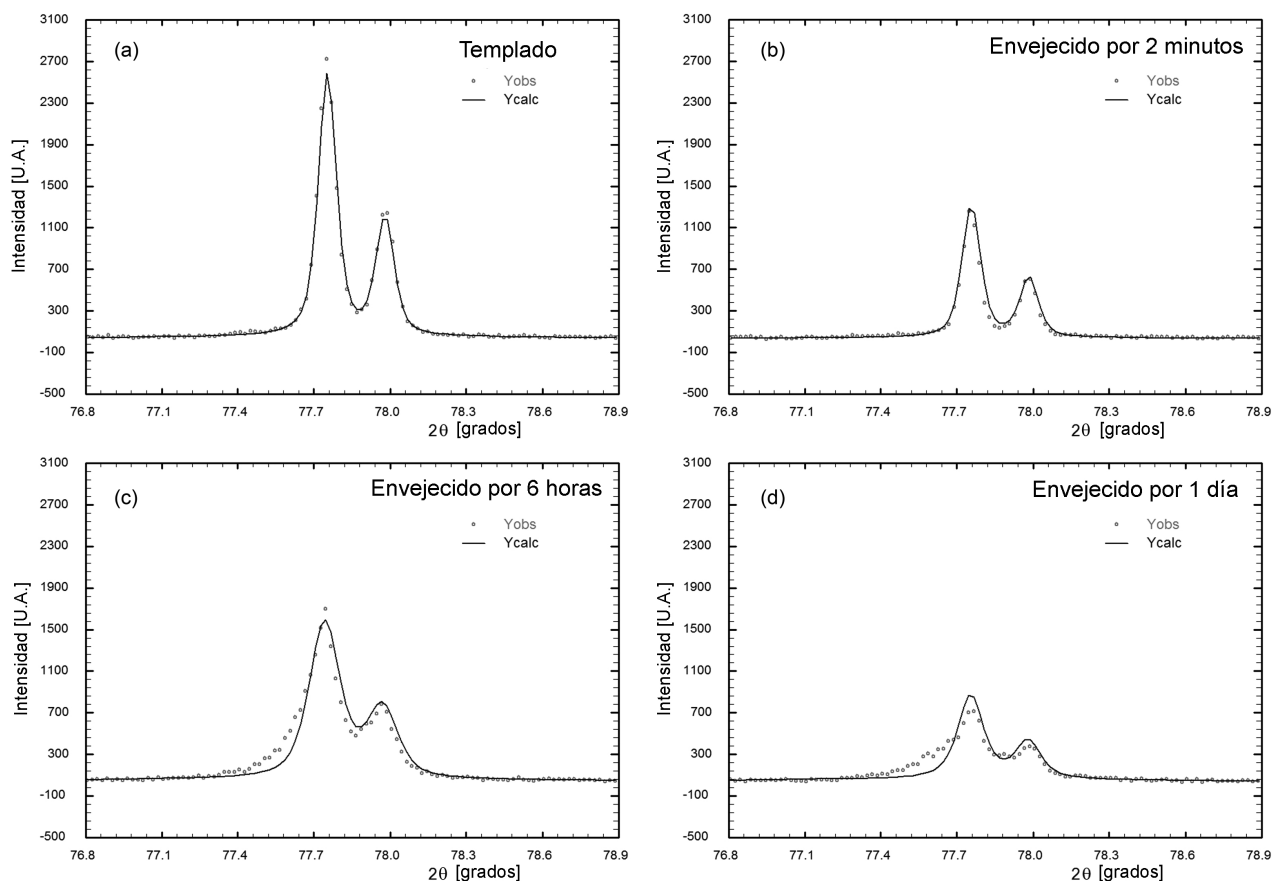 (a)
Templado
Yobs
Ycalc
Intensidad [U.A.]
3100
2700
2300
1900
1500
1100
700
300
-100
-500
76.8 77.1 77.4 77.7 78.0 78.3 78.6 78.9
2θ [grados]
(b)
Envejecido por 2 minutos
Yobs
Ycalc
Intensidad [U.A.]
3100
2700
2300
1900
1500
1100
700
300
-100
-500
76.8 77.1 77.4 77.7 78.0 78.3 78.6 78.9
2θ [grados]
(c)
Envejecido por 6 horas
Yobs
Ycalc
Intensidad [U.A.]
3100
2700
2300
1900
1500
1100
700
300
-100
-500
76.8 77.1 77.4 77.7 78.0 78.3 78.6 78.9
2θ [grados]
(d)
Envejecido por 1 día
Yobs
Ycalc
Intensidad [U.A.]
3100
2700
2300
1900
1500
1100
700
300
-100
-500
76.8 77.1 77.4 77.7 78.0 78.3 78.6 78.9
2θ [grados]